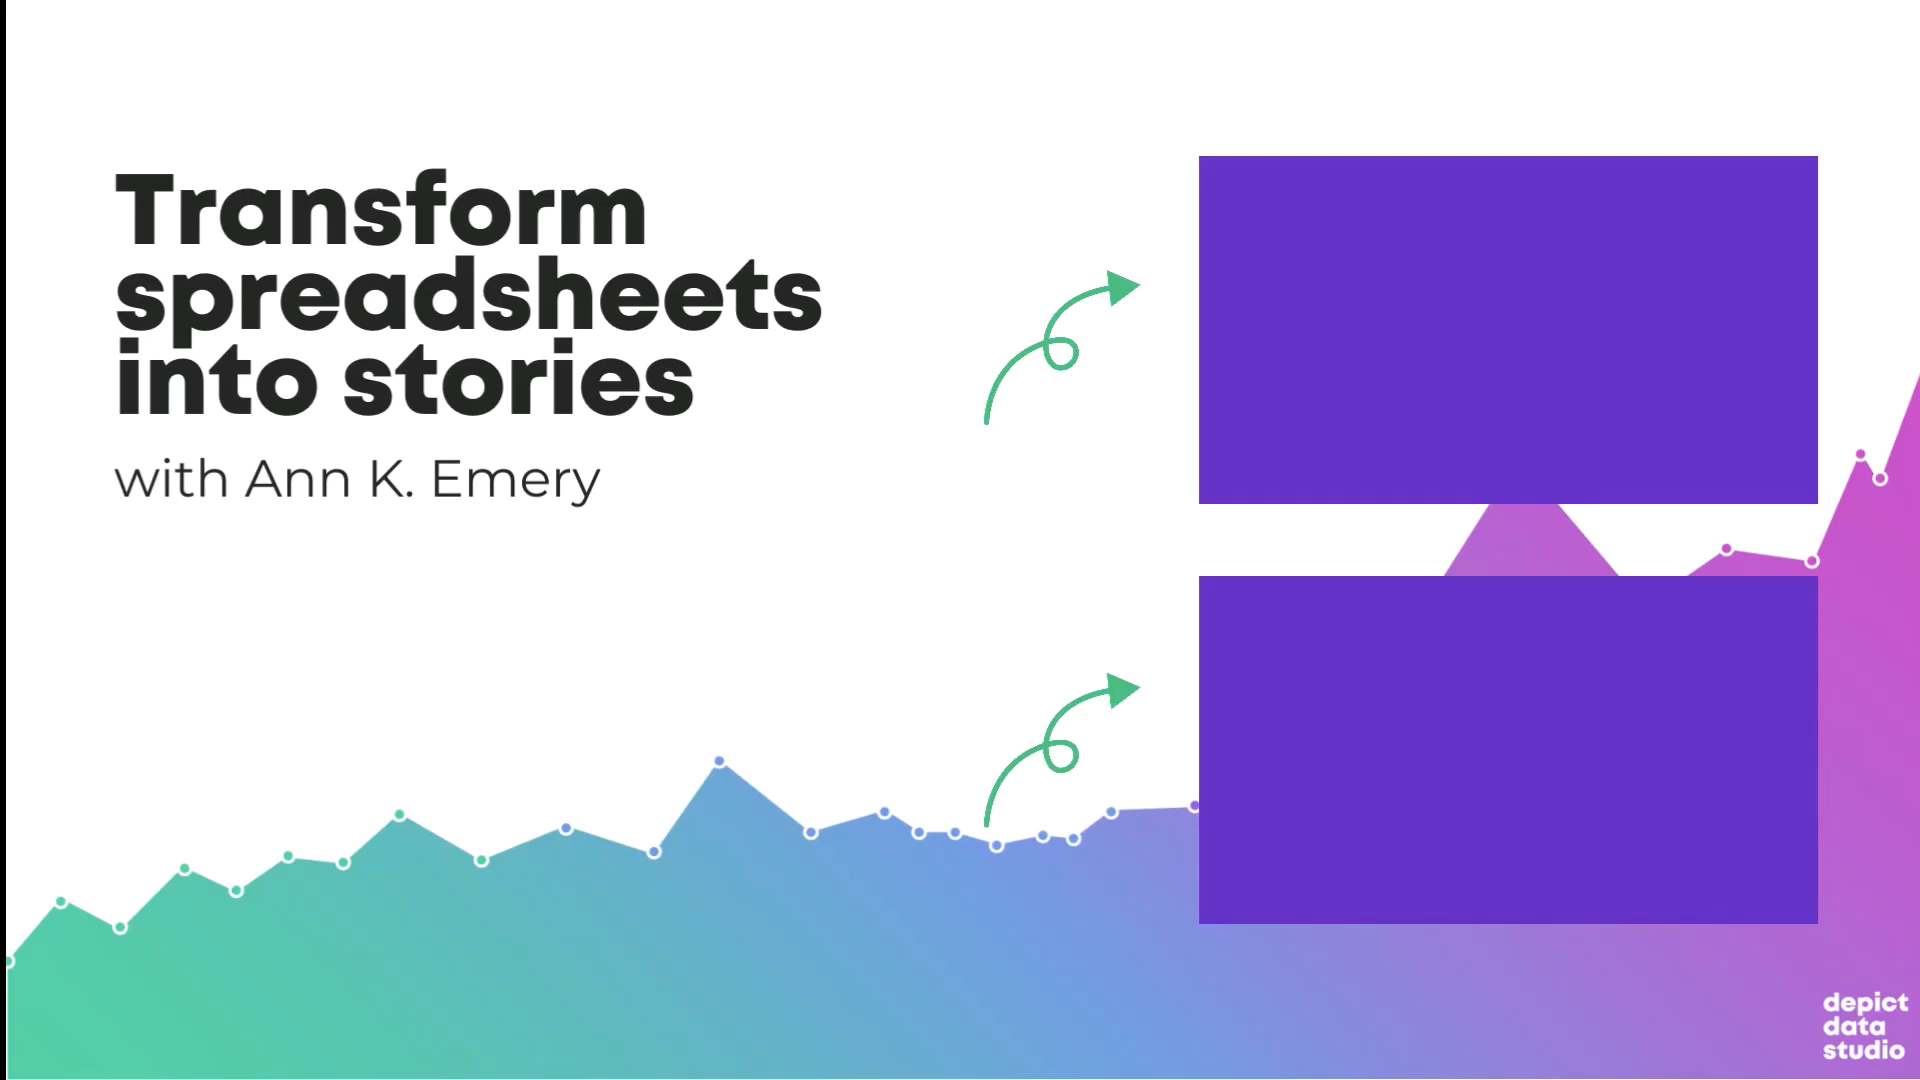 Transform
spreadsheets
into stories
with Ann K. Emery
depict
data
studio